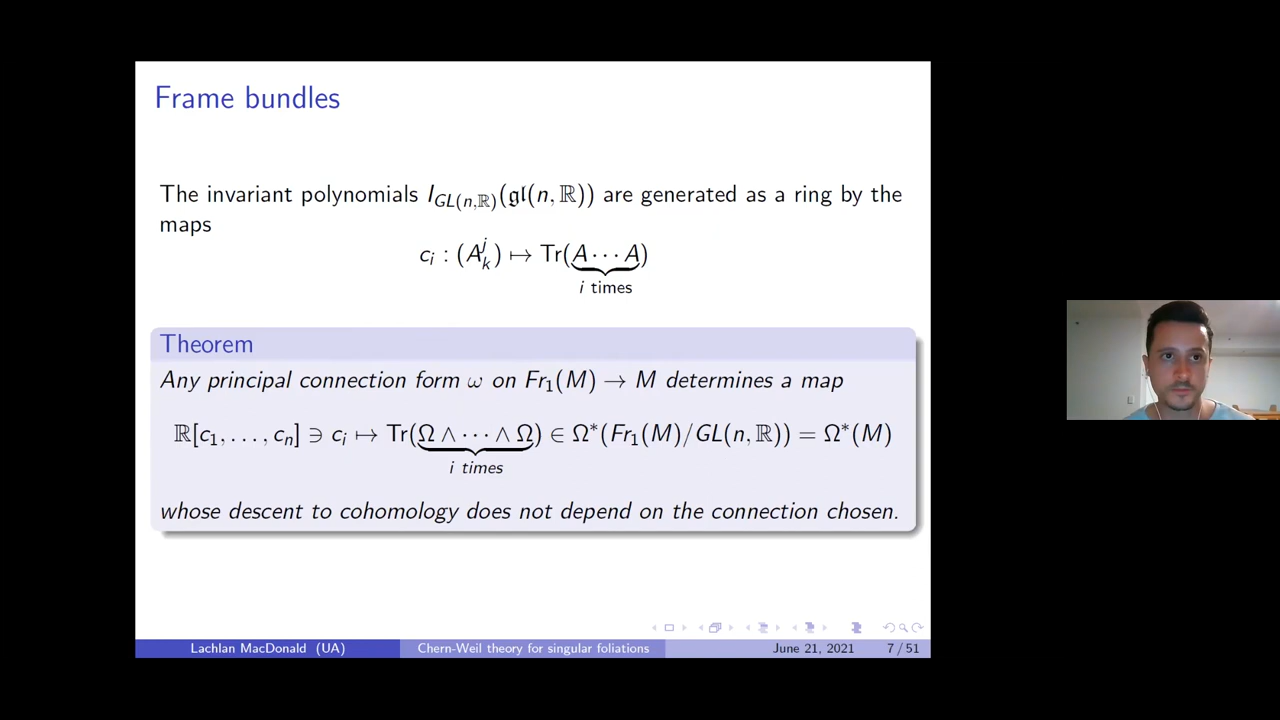 Frame bundles
The invariant polynomials I_{GL(n,ℝ)}(𝔤𝔩(n, ℝ)) are generated as a ring by the
maps
c_i : (A^j_k) ↦ Tr(A ⋯ A)
i times
Theorem
Any principal connection form ω on Fr_1(M) → M determines a map
ℝ[c_1, …, c_n] ∋ c_i ↦ Tr(Ω ∧ ⋯ ∧ Ω) ∈ Ω*(Fr_1(M)/GL(n, ℝ)) = Ω*(M)
i times
whose descent to cohomology does not depend on the connection chosen.
Lachlan MacDonald (UA) Chern-Weil theory for singular foliations June 21, 2021 7 / 51